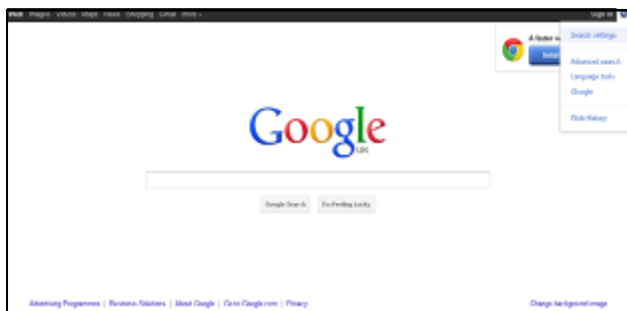 Web Images Videos Maps News Shopping Gmail more
Sign in
Search settings
A faster
Advanced search
Language tools
iGoogle
Web History
Google
UK
Google Search I'm Feeling Lucky
Advertising Programmes | Business Solutions | About Google | Go to Google.com | Privacy
Change background image